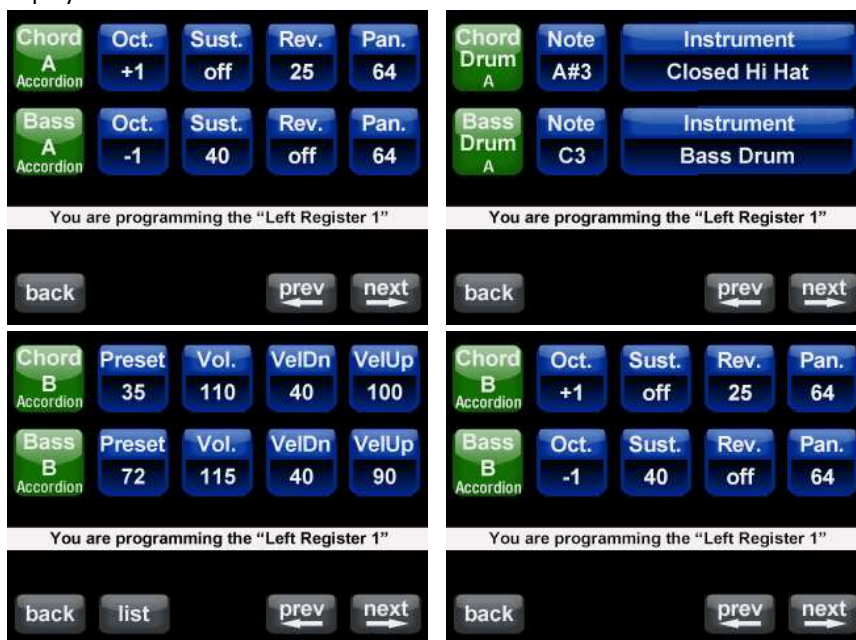 Chord Oct. Sust. Rev. Pan.
A
Accordion +1 off 25 64
Bass Oct. Sust. Rev. Pan.
A
Accordion -1 40 off 64
You are programming the “Left Register 1”
back prev next
Chord Note Instrument
Drum
A A#3 Closed Hi Hat
Bass Note Instrument
Drum
A C3 Bass Drum
You are programming the “Left Register 1”
back prev next
Chord Preset Vol. VelDn VelUp
B
Accordion 35 110 40 100
Bass Preset Vol. VelDn VelUp
B
Accordion 72 115 40 90
You are programming the “Left Register 1”
back list prev next
Chord Oct. Sust. Rev. Pan.
B
Accordion +1 off 25 64
Bass Oct. Sust. Rev. Pan.
B
Accordion -1 40 off 64
You are programming the “Left Register 1”
back prev next